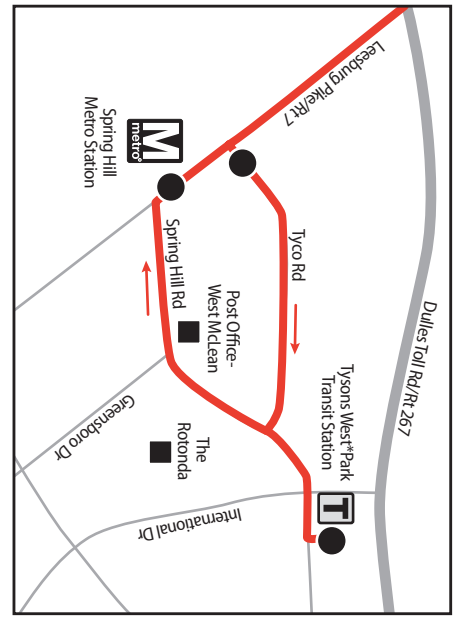 Leesburg Pike/Rt 7
Dulles Toll Rd/Rt 267
Tyco Rd
Tysons West*Park
Transit Station
T
M
metro
Spring Hill
Metro Station
Spring Hill Rd
Post Office-
West McLean
The
Rotonda
Greensboro Dr
International Dr